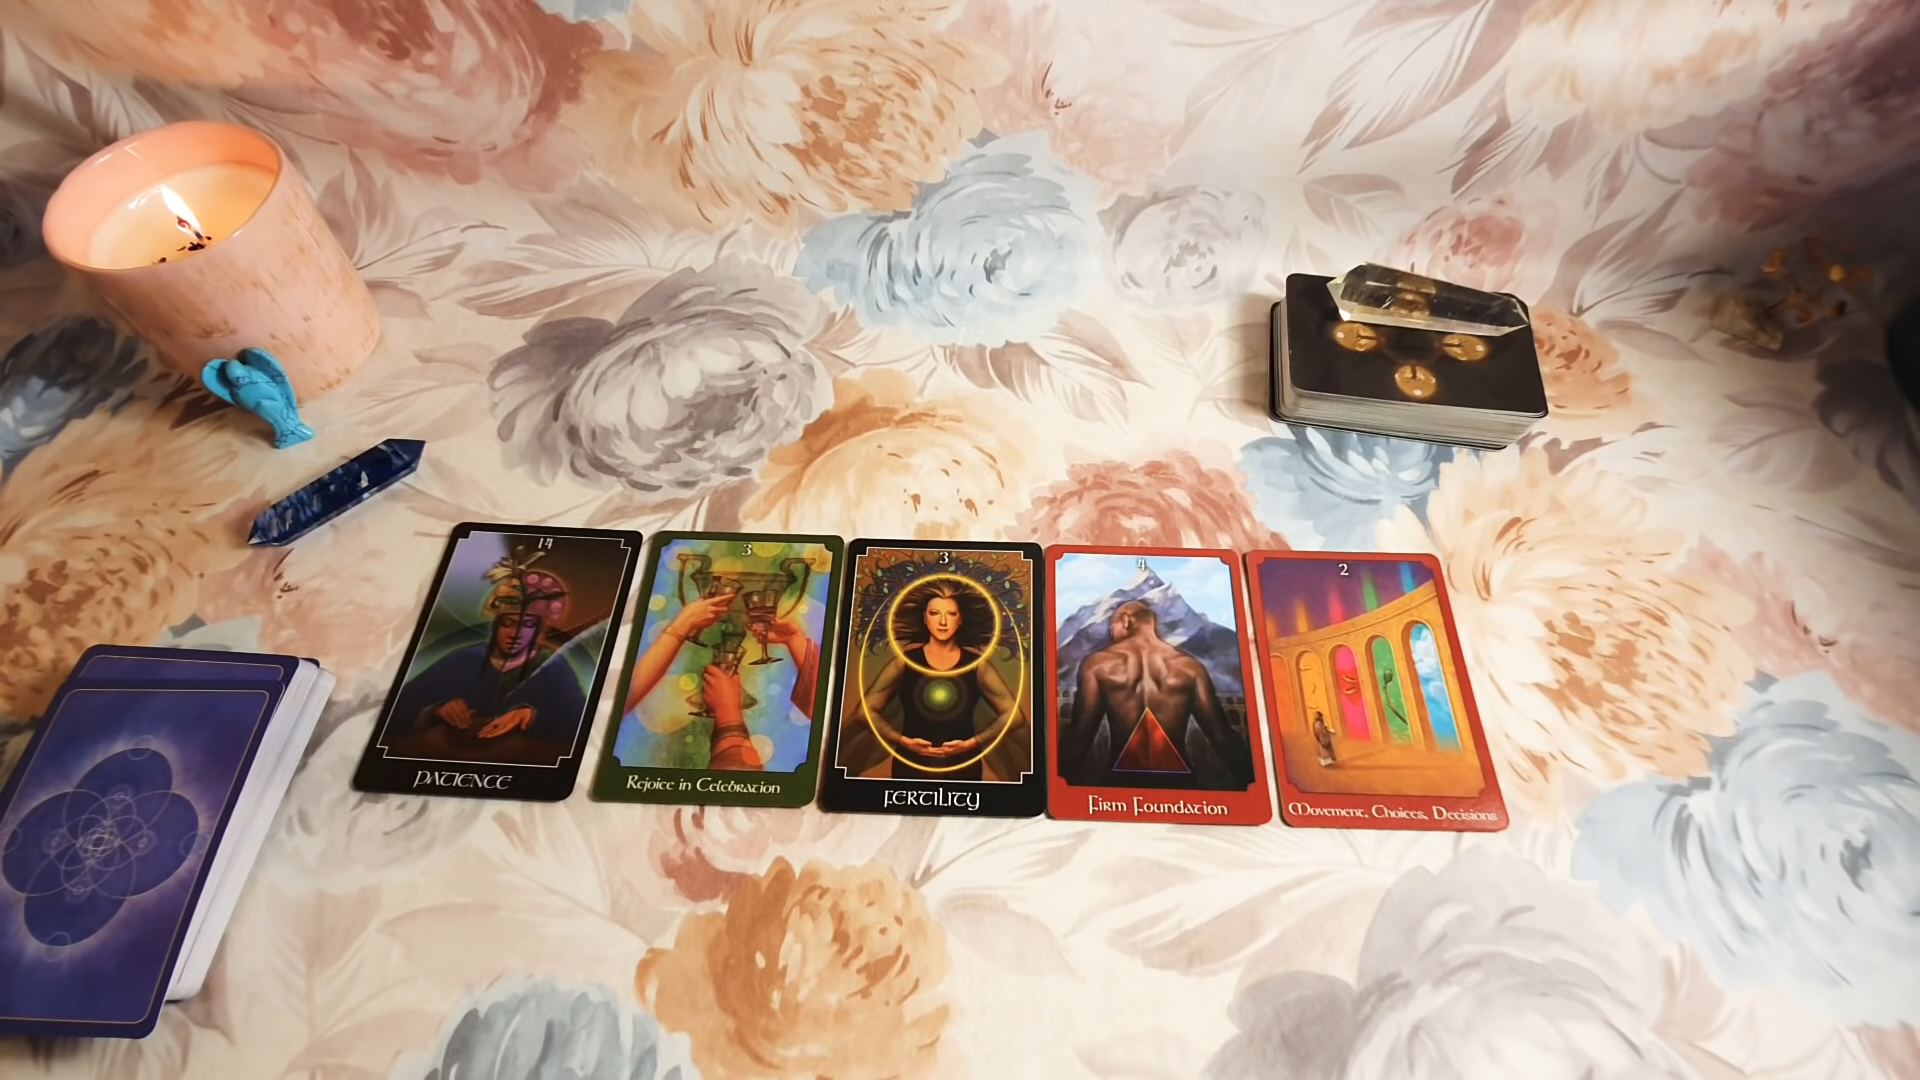 14
PATIENCE
3
Rejoice in Celebration
3
FERTILITY
4
Firm Foundation
2
Movement, Choices, Decisions